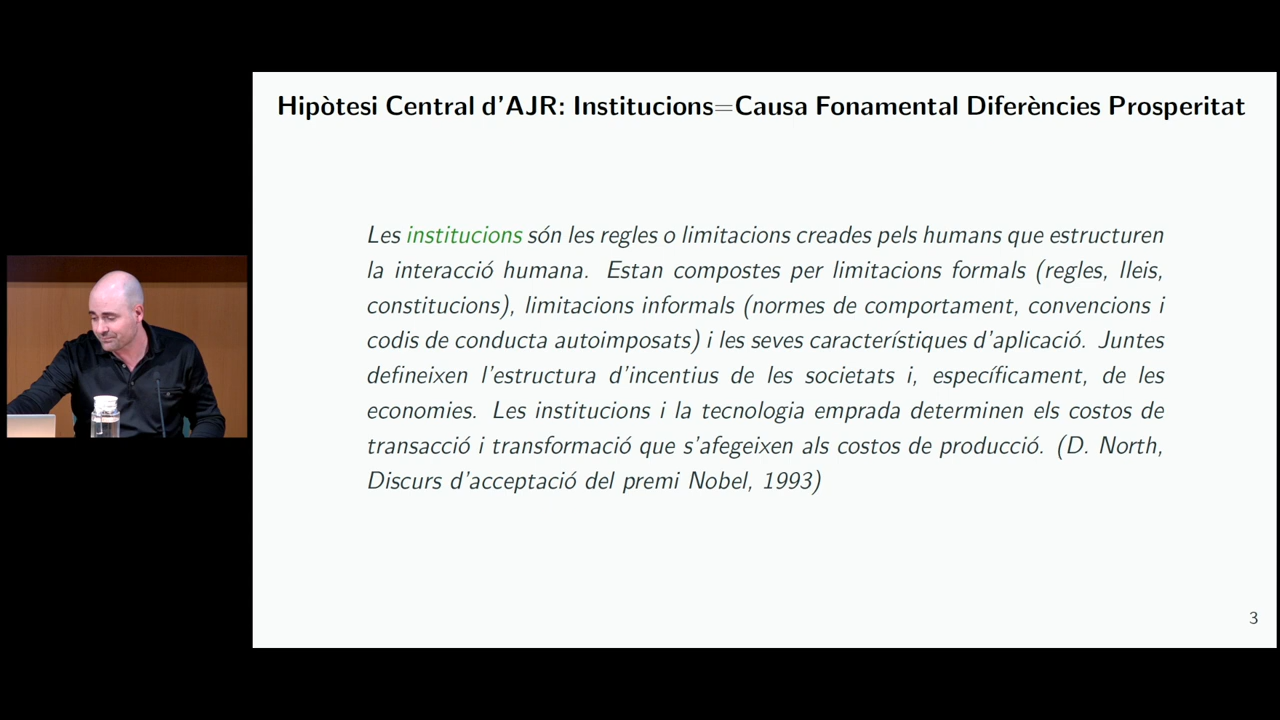 Hipòtesi Central d'AJR: Institucions=Causa Fonamental Diferències Prosperitat
Les institucions són les regles o limitacions creades pels humans que estructuren
la interacció humana. Estan compostes per limitacions formals (regles, lleis,
constitucions), limitacions informals (normes de comportament, convencions i
codis de conducta autoimposats) i les seves característiques d'aplicació. Juntes
defineixen l'estructura d'incentius de les societats i, específicament, de les
economies. Les institucions i la tecnologia emprada determinen els costos de
transacció i transformació que s'afegeixen als costos de producció. (D. North,
Discurs d'acceptació del premi Nobel, 1993)
3